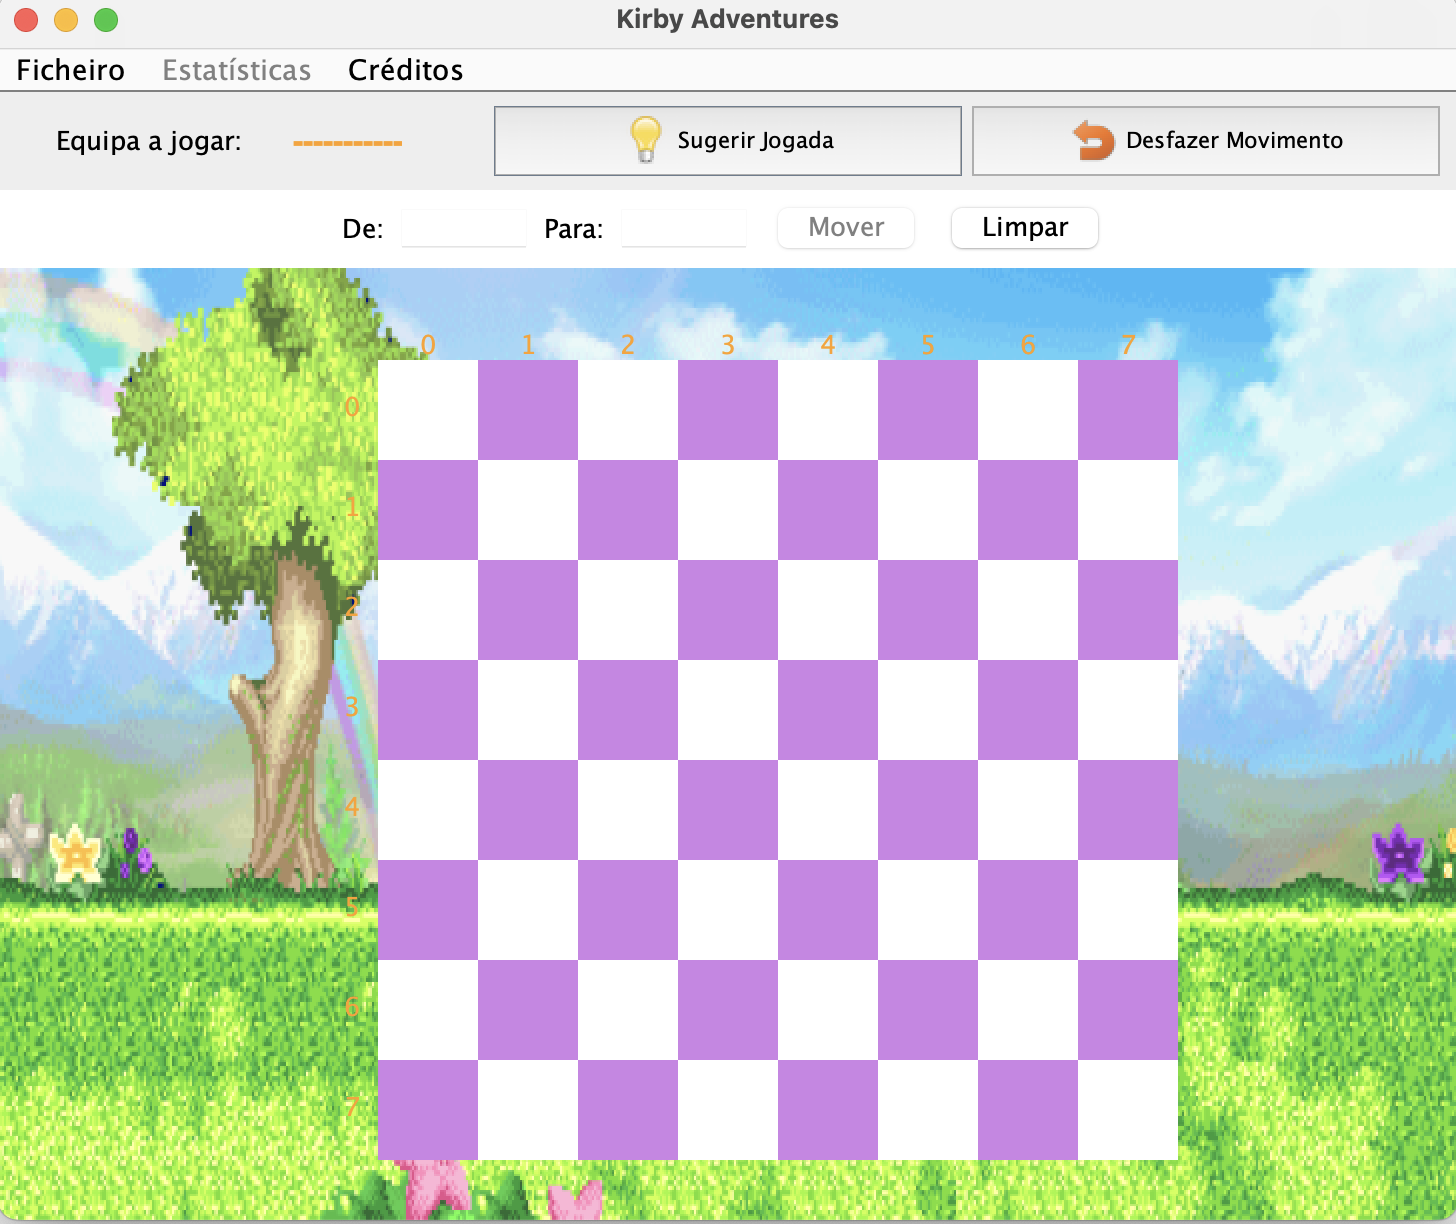 Kirby Adventures
Ficheiro Estatísticas Créditos
Equipa a jogar: ----------- Sugerir Jogada Desfazer Movimento
De: Para: Mover Limpar
0 1 2 3 4 5 6 7
0
1
2
3
4
5
6
7